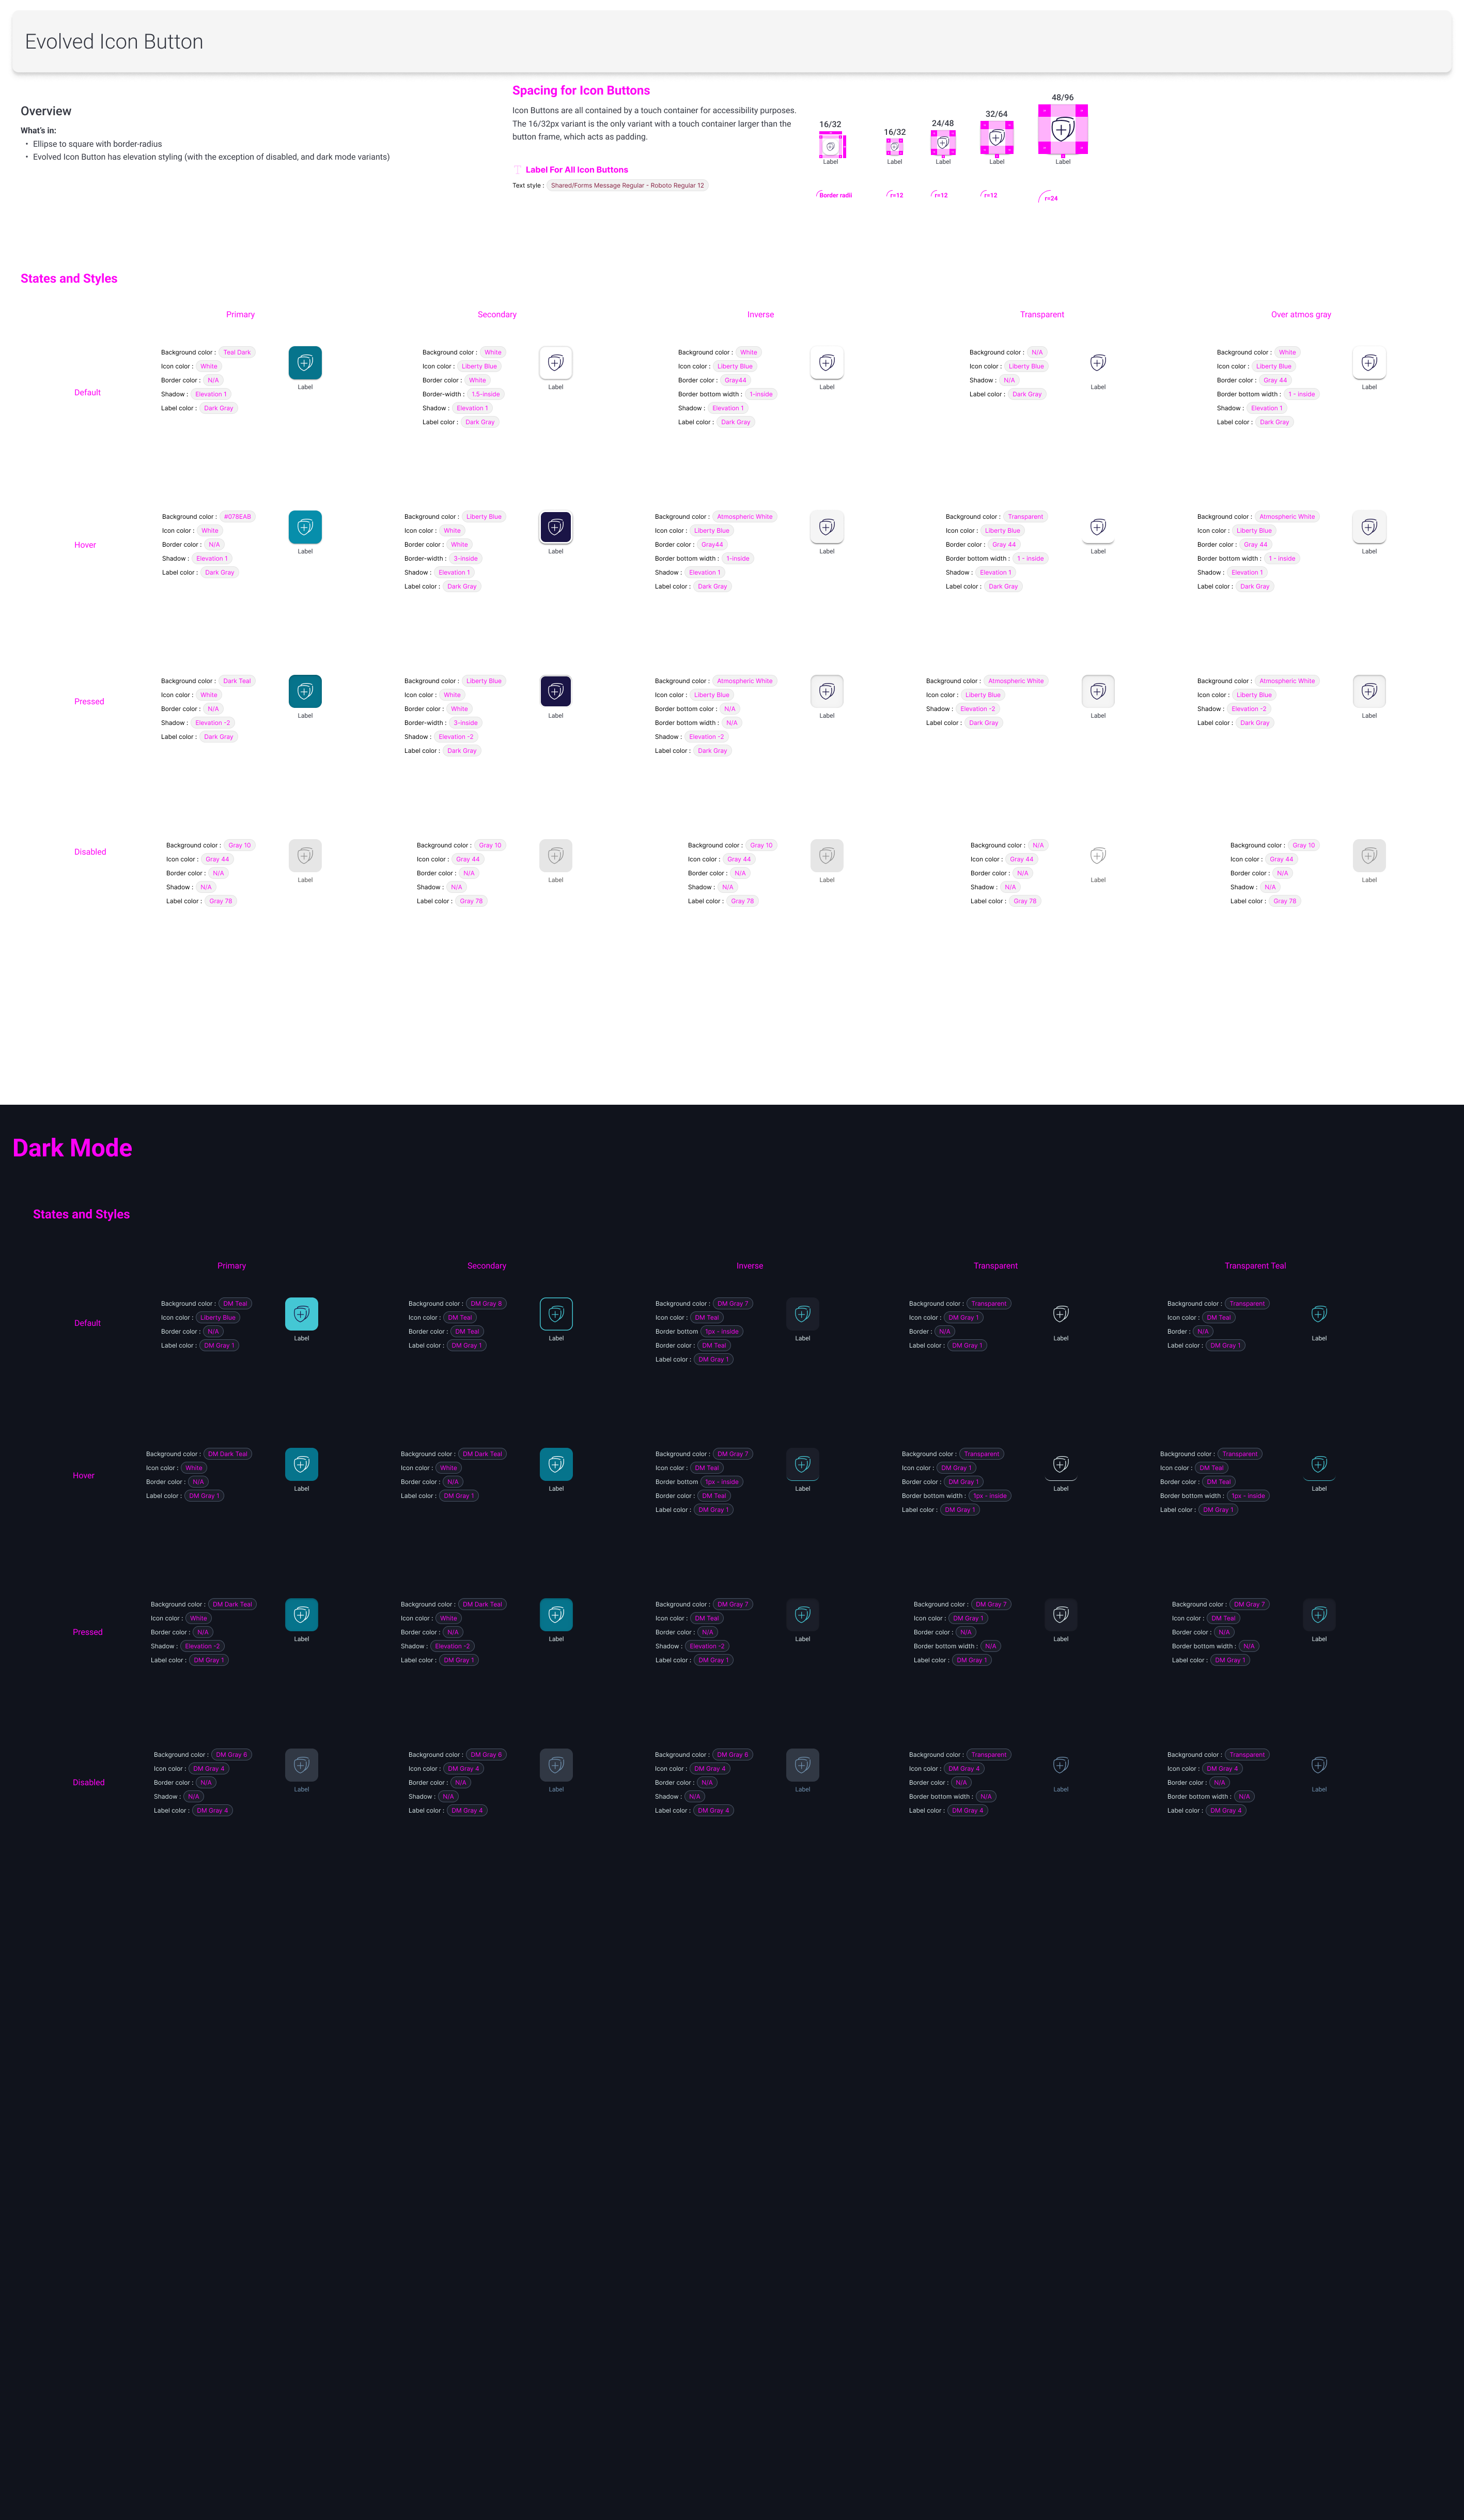 Evolved Icon Button
Overview
What's in:
• Ellipse to square with border-radius
• Evolved Icon Button has elevation styling (with the exception of disabled, and dark mode variants)
Spacing for Icon Buttons
Icon Buttons are all contained by a touch container for accessibility purposes.
The 16/32px variant is the only variant with a touch container larger than the
button frame, which acts as padding.
Label For All Icon Buttons
Text style : Shared/Forms Message Regular - Roboto Regular 12
16/32 16/32 24/48 32/64 48/96
Label Label Label Label Label
Border radii r=12 r=12 r=12 r=24
States and Styles
Primary Secondary Inverse Transparent Over atmos gray
Default
Background color : Teal Dark
Icon color : White
Border color : N/A
Shadow : Elevation 1
Label color : Dark Gray
Label
Background color : White
Icon color : Liberty Blue
Border color : White
Border-width : 1.5-inside
Shadow : Elevation 1
Label color : Dark Gray
Label
Background color : White
Icon color : Liberty Blue
Border color : Gray44
Border bottom width : 1-inside
Shadow : Elevation 1
Label color : Dark Gray
Label
Background color : N/A
Icon color : Liberty Blue
Shadow : N/A
Label color : Dark Gray
Label
Background color : White
Icon color : Liberty Blue
Border color : Gray 44
Border bottom width : 1 - inside
Shadow : Elevation 1
Label color : Dark Gray
Label
Hover
Background color : #078EAB
Icon color : White
Border color : N/A
Shadow : Elevation 1
Label color : Dark Gray
Label
Background color : Liberty Blue
Icon color : White
Border color : White
Border-width : 3-inside
Shadow : Elevation 1
Label color : Dark Gray
Label
Background color : Atmospheric White
Icon color : Liberty Blue
Border color : Gray44
Border bottom width : 1-inside
Shadow : Elevation 1
Label color : Dark Gray
Label
Background color : Transparent
Icon color : Liberty Blue
Border color : Gray 44
Border bottom width : 1 - inside
Shadow : Elevation 1
Label color : Dark Gray
Label
Background color : Atmospheric White
Icon color : Liberty Blue
Border color : Gray 44
Border bottom width : 1 - inside
Shadow : Elevation 1
Label color : Dark Gray
Label
Pressed
Background color : Dark Teal
Icon color : White
Border color : N/A
Shadow : Elevation -2
Label color : Dark Gray
Label
Background color : Liberty Blue
Icon color : White
Border color : White
Border-width : 3-inside
Shadow : Elevation -2
Label color : Dark Gray
Label
Background color : Atmospheric White
Icon color : Liberty Blue
Border bottom color : N/A
Border bottom width : N/A
Shadow : Elevation -2
Label color : Dark Gray
Label
Background color : Atmospheric White
Icon color : Liberty Blue
Shadow : Elevation -2
Label color : Dark Gray
Label
Background color : Atmospheric White
Icon color : Liberty Blue
Shadow : Elevation -2
Label color : Dark Gray
Label
Disabled
Background color : Gray 10
Icon color : Gray 44
Border color : N/A
Shadow : N/A
Label color : Gray 78
Label
Background color : Gray 10
Icon color : Gray 44
Border color : N/A
Shadow : N/A
Label color : Gray 78
Label
Background color : Gray 10
Icon color : Gray 44
Border color : N/A
Shadow : N/A
Label color : Gray 78
Label
Background color : N/A
Icon color : Gray 44
Border color : N/A
Shadow : N/A
Label color : Gray 78
Label
Background color : Gray 10
Icon color : Gray 44
Border color : N/A
Shadow : N/A
Label color : Gray 78
Label
Dark Mode
States and Styles
Primary Secondary Inverse Transparent Transparent Teal
Default
Background color : DM Teal
Icon color : Liberty Blue
Border color : N/A
Label color : DM Gray 1
Label
Background color : DM Gray 8
Icon color : DM Teal
Border color : DM Teal
Label color : DM Gray 1
Label
Background color : DM Gray 7
Icon color : DM Teal
Border bottom 1px - inside
Border color : DM Teal
Label color : DM Gray 1
Label
Background color : Transparent
Icon color : DM Gray 1
Border : N/A
Label color : DM Gray 1
Label
Background color : Transparent
Icon color : DM Teal
Border : N/A
Label color : DM Gray 1
Label
Hover
Background color : DM Dark Teal
Icon color : White
Border color : N/A
Label color : DM Gray 1
Label
Background color : DM Dark Teal
Icon color : White
Border color : N/A
Label color : DM Gray 1
Label
Background color : DM Gray 7
Icon color : DM Teal
Border bottom 1px - inside
Border color : DM Teal
Label color : DM Gray 1
Label
Background color : Transparent
Icon color : DM Gray 1
Border color : DM Gray 1
Border bottom width : 1px - inside
Label color : DM Gray 1
Label
Background color : Transparent
Icon color : DM Teal
Border color : DM Teal
Border bottom width : 1px - inside
Label color : DM Gray 1
Label
Pressed
Background color : DM Dark Teal
Icon color : White
Border color : N/A
Shadow : Elevation -2
Label color : DM Gray 1
Label
Background color : DM Dark Teal
Icon color : White
Border color : N/A
Shadow : Elevation -2
Label color : DM Gray 1
Label
Background color : DM Gray 7
Icon color : DM Teal
Border color : N/A
Shadow : Elevation -2
Label color : DM Gray 1
Label
Background color : DM Gray 7
Icon color : DM Gray 1
Border color : N/A
Border bottom width : N/A
Label color : DM Gray 1
Label
Background color : DM Gray 7
Icon color : DM Teal
Border color : N/A
Border bottom width : N/A
Label color : DM Gray 1
Label
Disabled
Background color : DM Gray 6
Icon color : DM Gray 4
Border color : N/A
Shadow : N/A
Label color : DM Gray 4
Label
Background color : DM Gray 6
Icon color : DM Gray 4
Border color : N/A
Shadow : N/A
Label color : DM Gray 4
Label
Background color : DM Gray 6
Icon color : DM Gray 4
Border color : N/A
Shadow : N/A
Label color : DM Gray 4
Label
Background color : Transparent
Icon color : DM Gray 4
Border color : N/A
Border bottom width : N/A
Label color : DM Gray 4
Label
Background color : Transparent
Icon color : DM Gray 4
Border color : N/A
Border bottom width : N/A
Label color : DM Gray 4
Label